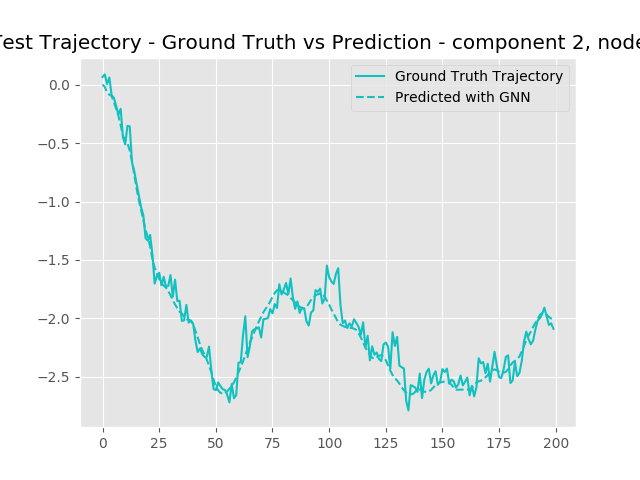 Test Trajectory - Ground Truth vs Prediction - component 2, node
Ground Truth Trajectory
Predicted with GNN
0.0
−0.5
−1.0
−1.5
−2.0
−2.5
0 25 50 75 100 125 150 175 200